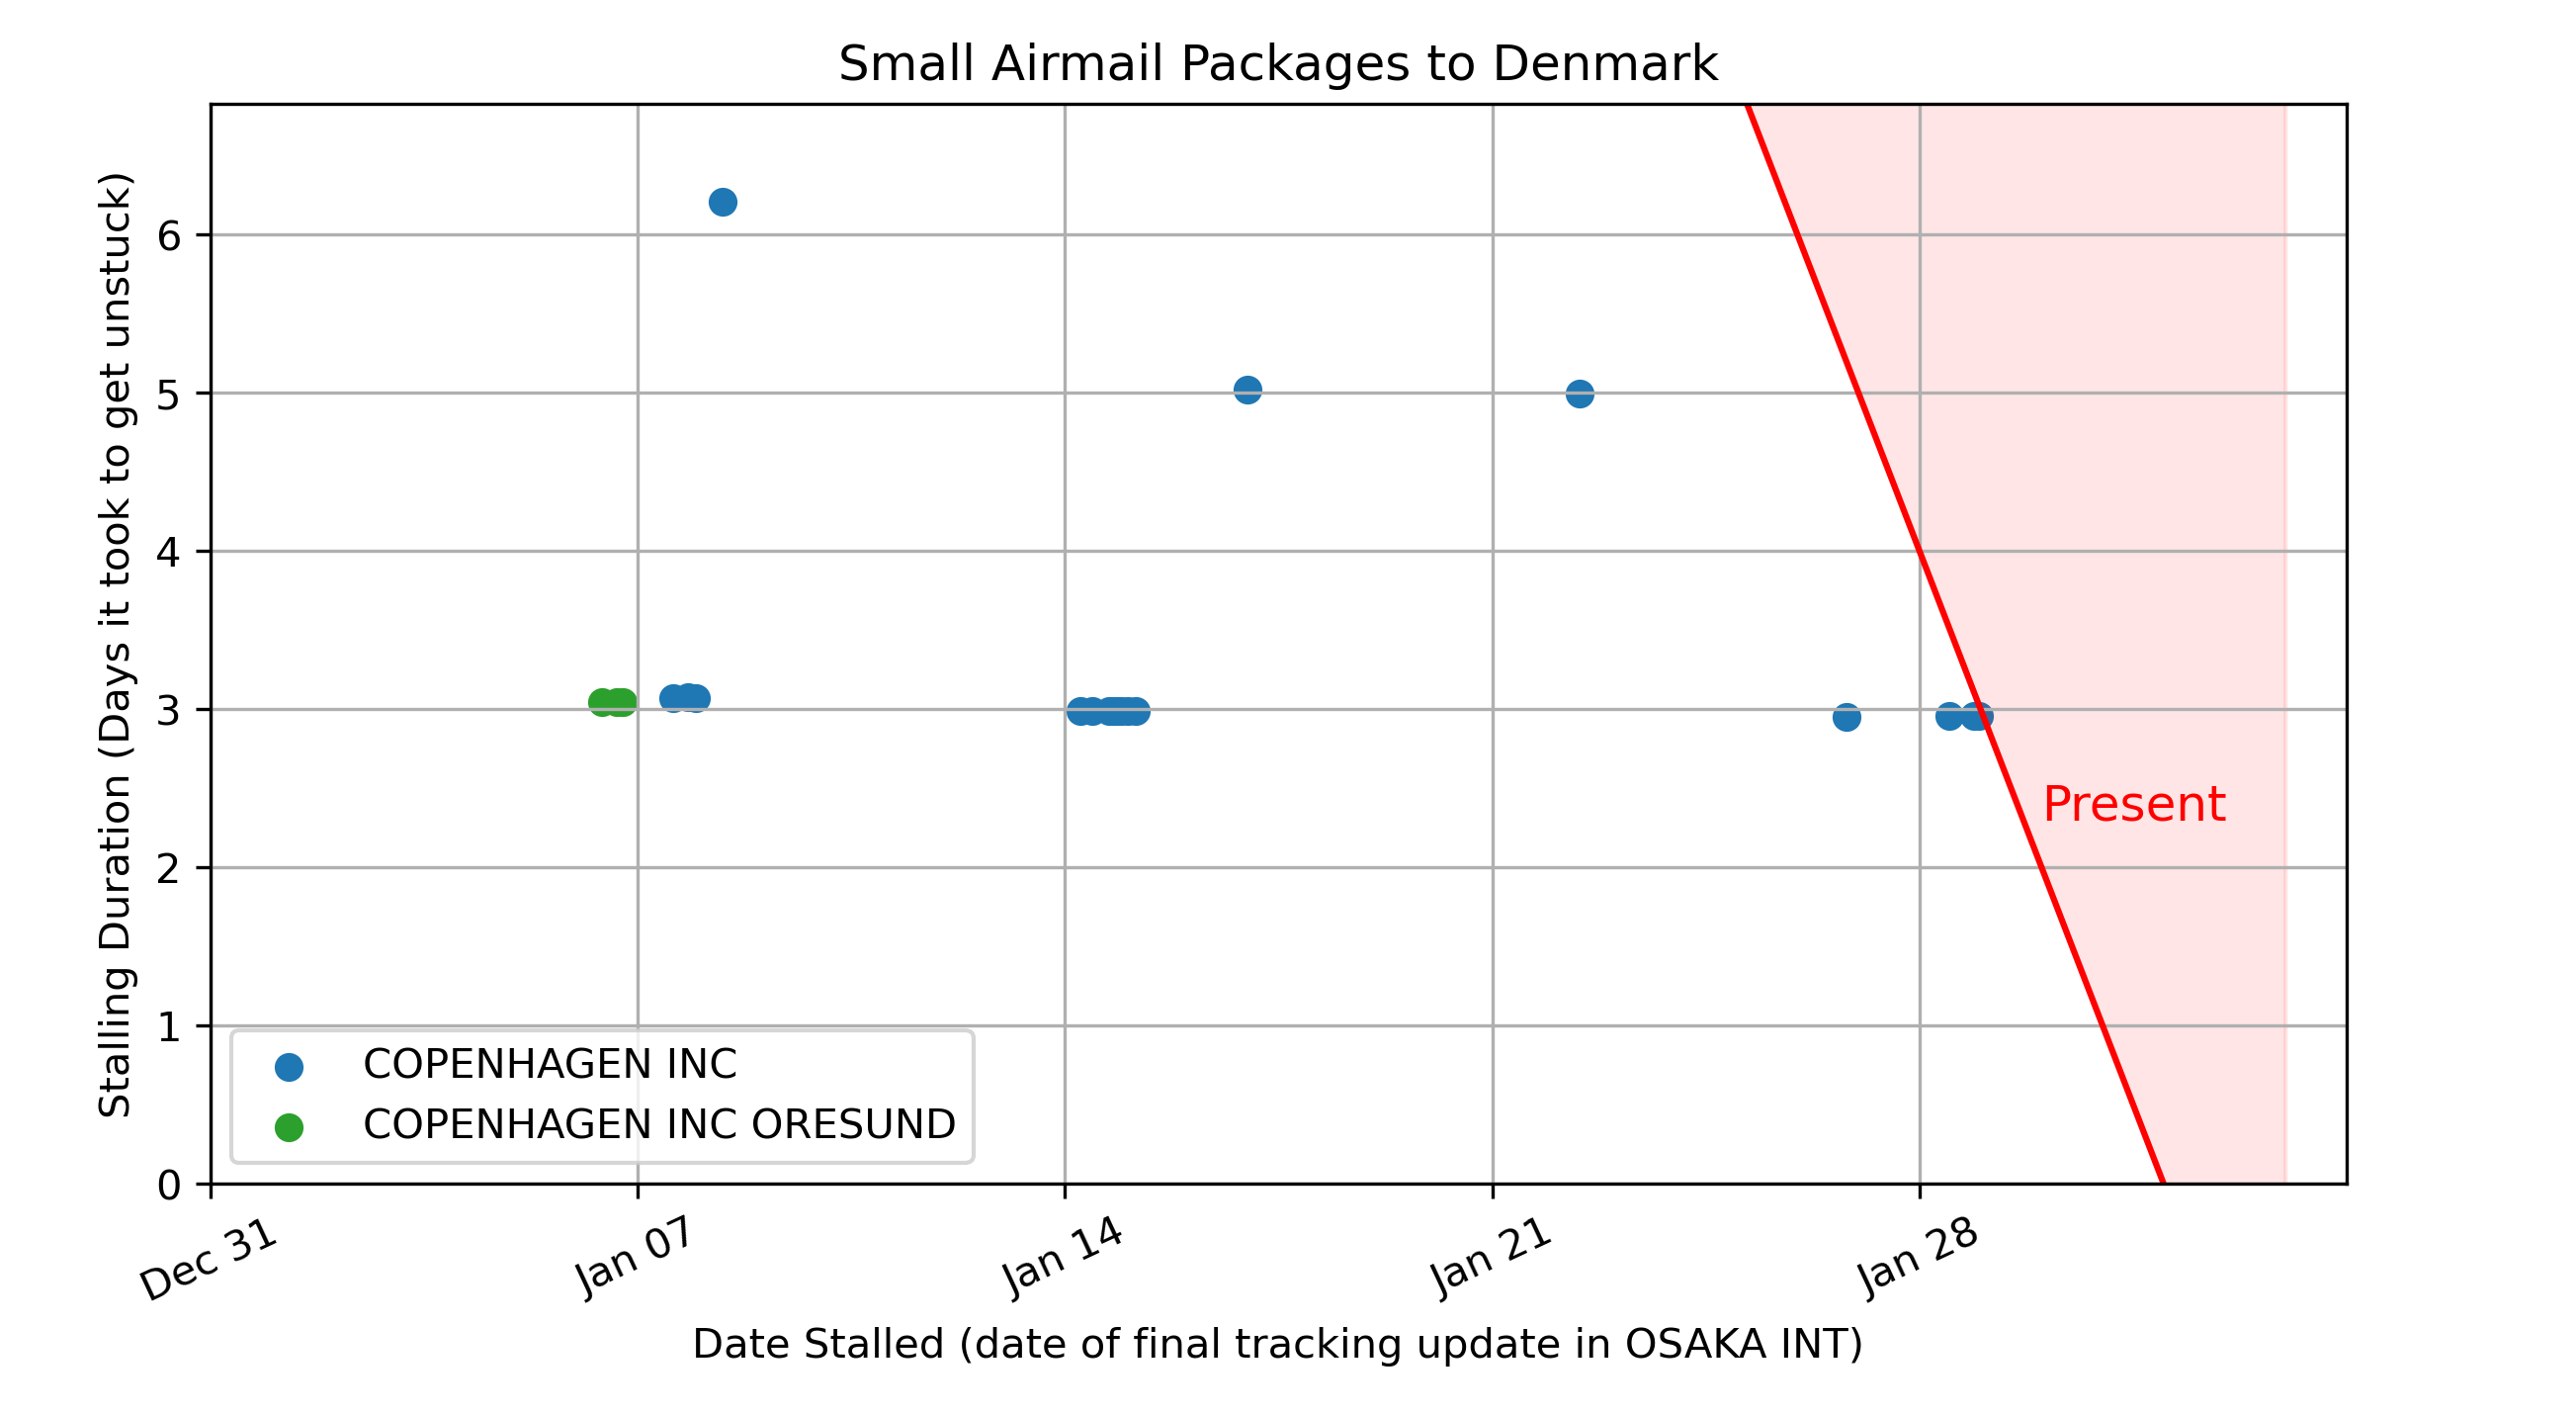 Small Airmail Packages to Denmark
Stalling Duration (Days it took to get unstuck)
6
5
4
3
2
1
0
Present
COPENHAGEN INC
COPENHAGEN INC ORESUND
Dec 31
Jan 07
Jan 14
Jan 21
Jan 28
Date Stalled (date of final tracking update in OSAKA INT)